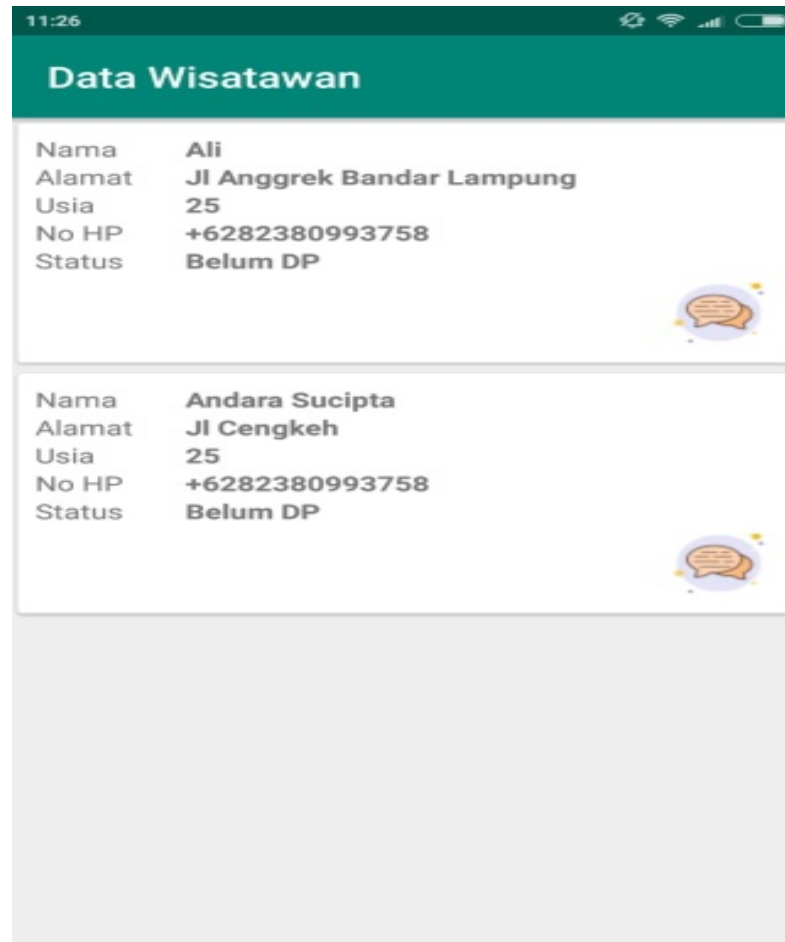 11:26
Data Wisatawan
Nama Ali
Alamat Jl Anggrek Bandar Lampung
Usia 25
No HP +6282380993758
Status Belum DP
Nama Andara Sucipta
Alamat Jl Cengkeh
Usia 25
No HP +6282380993758
Status Belum DP